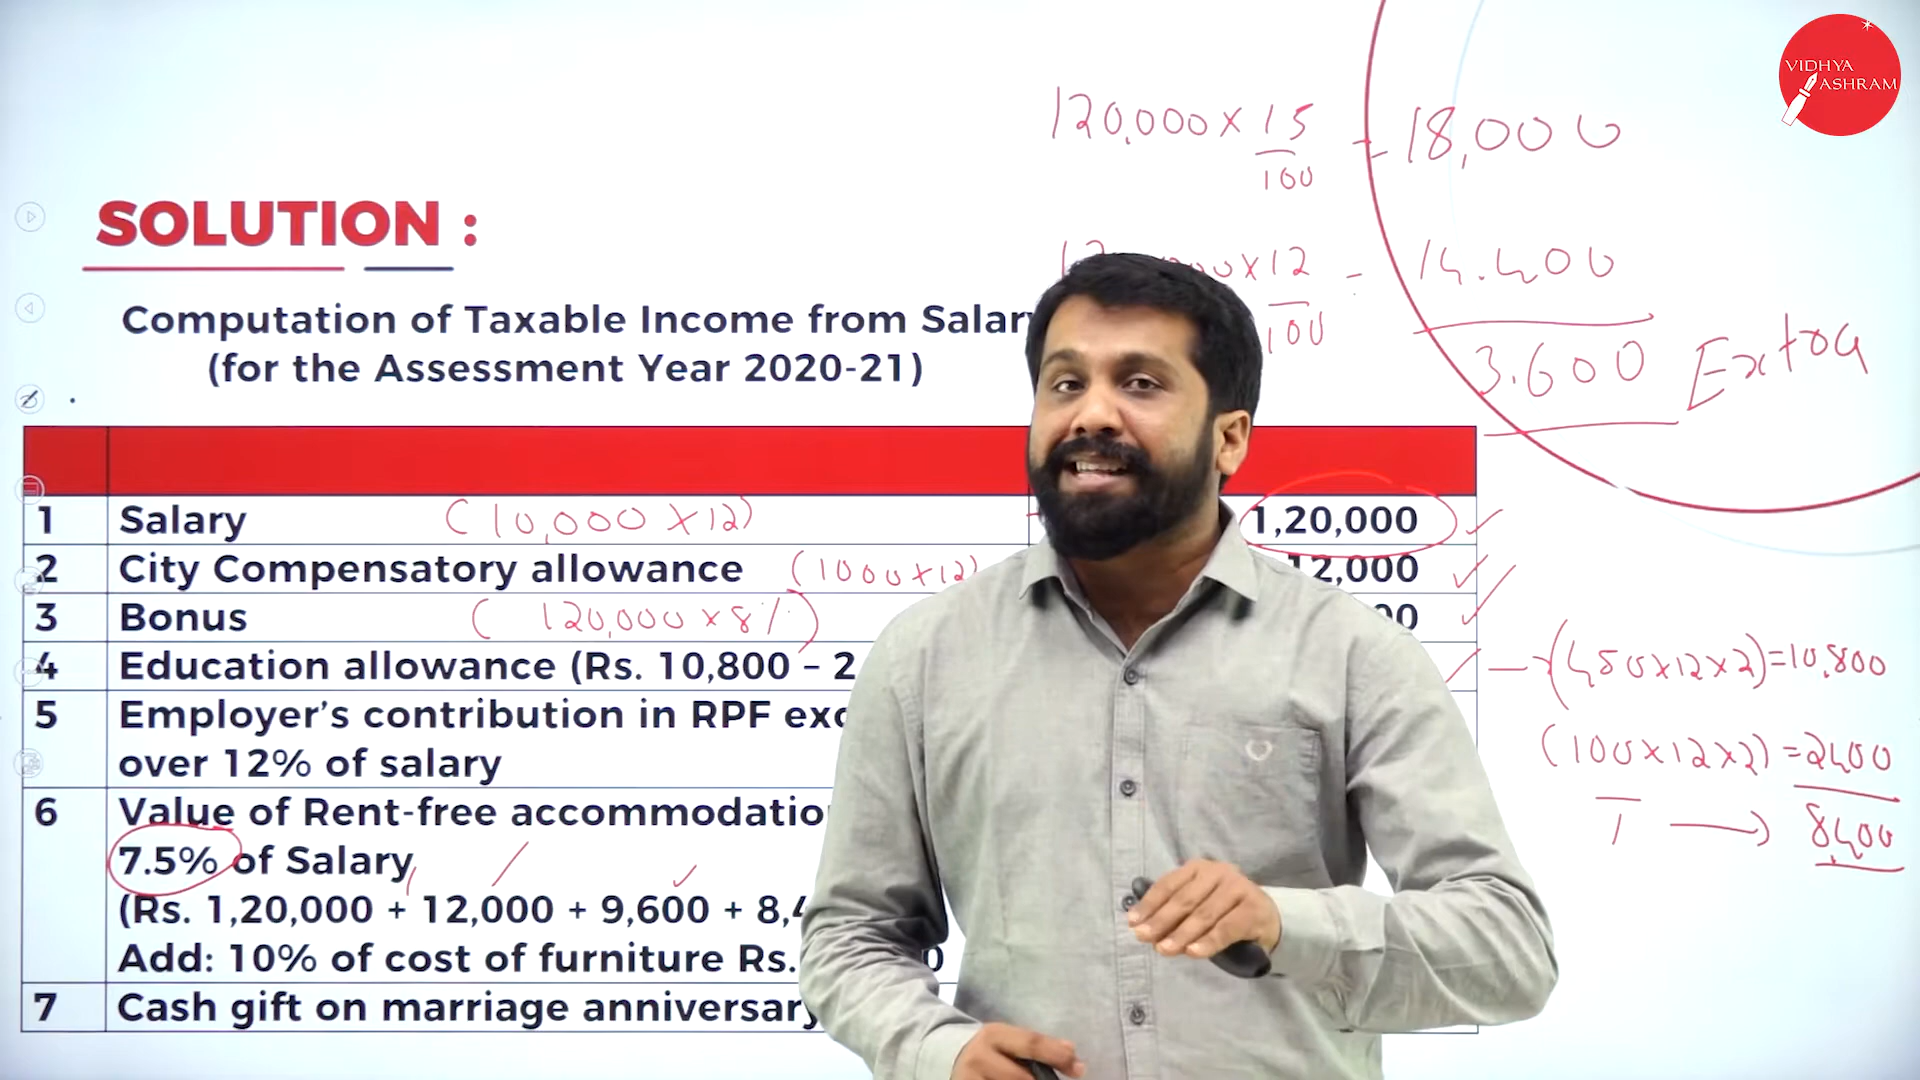 VIDHYA
ASHRAM
120,000 × 15 = 18,000
100
000 × 12 = 14.400
100
3.600 Extra
SOLUTION :
Computation of Taxable Income from Salary
(for the Assessment Year 2020-21)
1 Salary (10,000 × 12) 1,20,000
2 City Compensatory allowance (1000 × 12) 12,000
3 Bonus (120,000 × 8%)
4 Education allowance (Rs. 10,800 – 2
(450×12×2)=10,800
5 Employer's contribution in RPF
over 12% of salary
(100×12×2)=2400
T → 8400
6 Value of Rent-free
7.5% of Salary
(Rs. 1,20,000 + 12,000 + 9,600 + 8,4
Add: 10% of cost of furniture Rs.
7 Cash gift on marriage anniversary